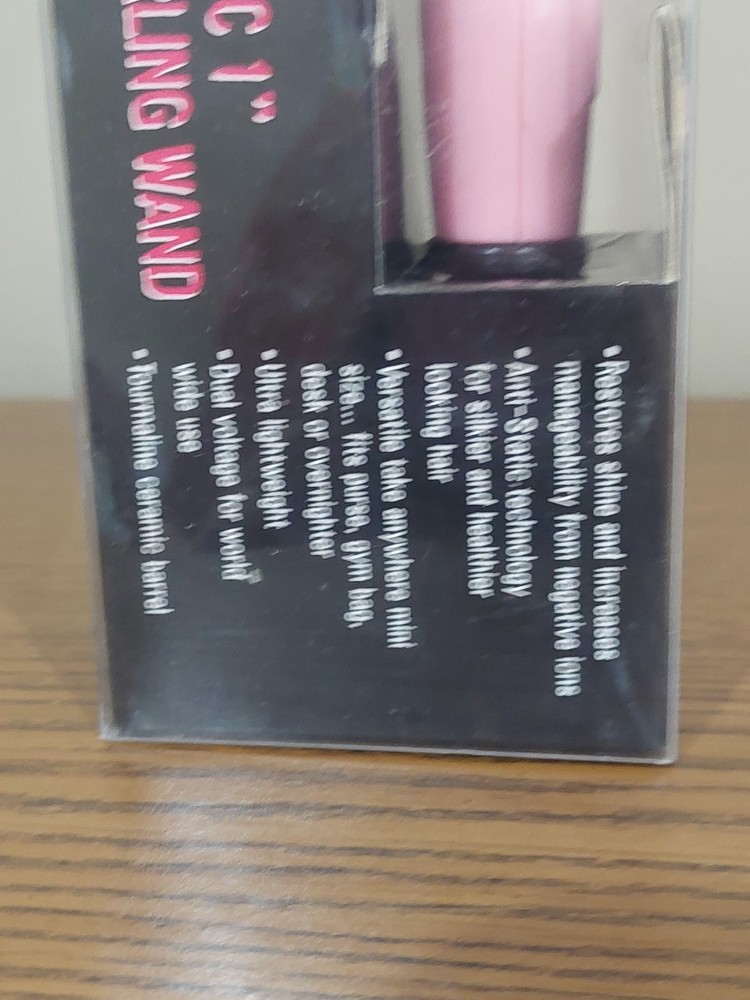 C 1"
RLING WAND
• Restores shine and increases
manageability from negative ions
• Anti-Static technology
for shier and healthier
looking hair
• Versatile take anywhere mini
size... fits purse, gym bag,
desk or overnighter
• Ultra lightweight
• Dual voltage for world
wide use
• Tourmaline ceramic barrel